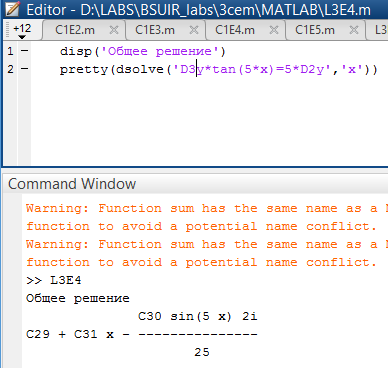 Editor - D:\LABS\BSUIR_labs\3cem\MATLAB\L3E4.m
+12 C1E2.m C1E3.m C1E4.m C1E5.m L3
1 - disp('Общее решение')
2 - pretty(dsolve('D3y*tan(5*x)=5*D2y','x'))
Command Window
Warning: Function sum has the same name as a M
function to avoid a potential name conflict.
Warning: Function sum has the same name as a M
function to avoid a potential name conflict.
>> L3E4
Общее решение
C30 sin(5 x) 2i
C29 + C31 x - ---------------
25